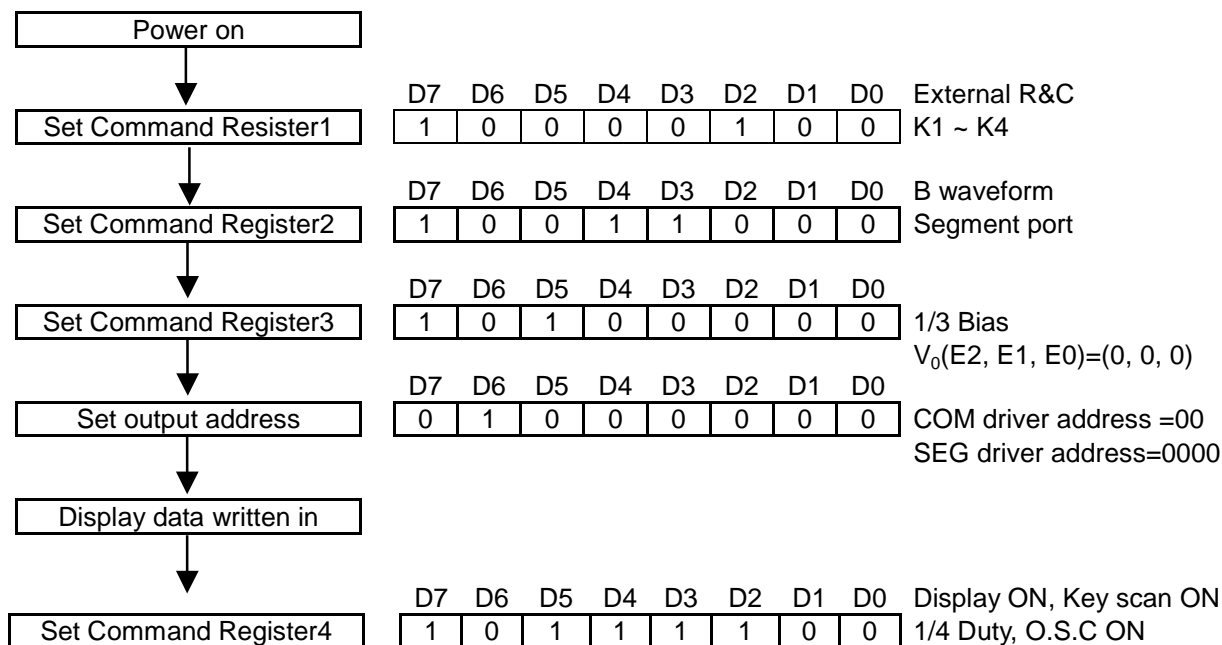 Power on
D7 D6 D5 D4 D3 D2 D1 D0 External R&C
Set Command Resister1 1 0 0 0 0 1 0 0 K1 ~ K4
D7 D6 D5 D4 D3 D2 D1 D0 B waveform
Set Command Register2 1 0 0 1 1 0 0 0 Segment port
D7 D6 D5 D4 D3 D2 D1 D0
Set Command Register3 1 0 1 0 0 0 0 0 1/3 Bias
V0(E2, E1, E0)=(0, 0, 0)
D7 D6 D5 D4 D3 D2 D1 D0
Set output address 0 1 0 0 0 0 0 0 COM driver address =00
SEG driver address=0000
Display data written in
D7 D6 D5 D4 D3 D2 D1 D0 Display ON, Key scan ON
Set Command Register4 1 0 1 1 1 1 0 0 1/4 Duty, O.S.C ON